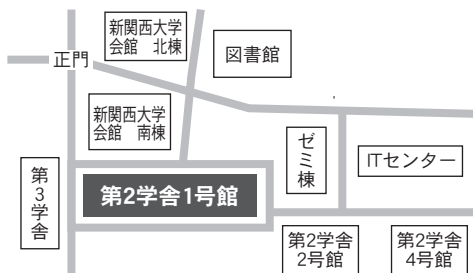 新関西大学
会館 北棟
正門
図書館
新関西大学
会館 南棟
ゼミ棟
ITセンター
第3学舎
第2学舎1号館
第2学舎
2号館
第2学舎
4号館